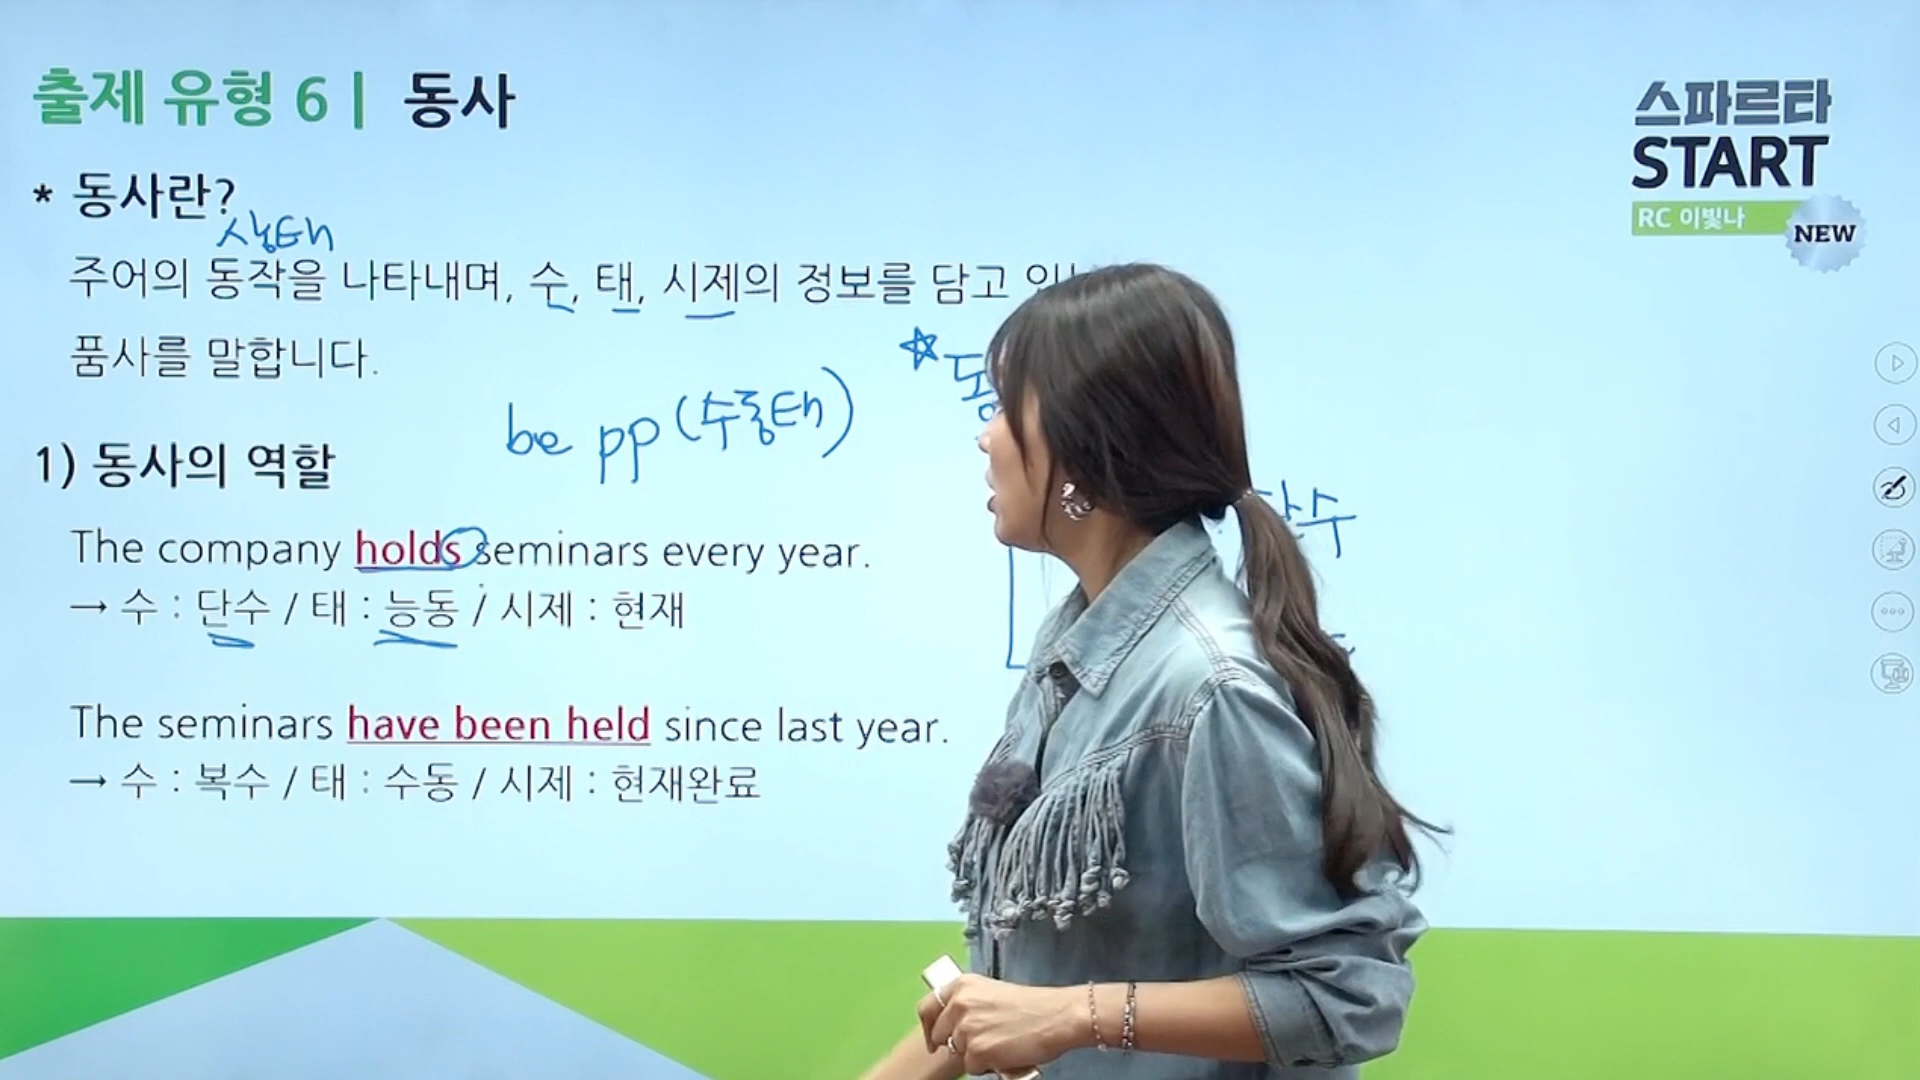 출제 유형 6 | 동사
스파르타
START
RC 이빛나
NEW
* 동사란?
상태
주어의 동작을 나타내며, 수, 태, 시제의 정보를 담고
품사를 말합니다.
be pp (수동태)
1) 동사의 역할
The company holds seminars every year.
→ 수 : 단수 / 태 : 능동 / 시제 : 현재
The seminars have been held since last year.
→ 수 : 복수 / 태 : 수동 / 시제 : 현재완료